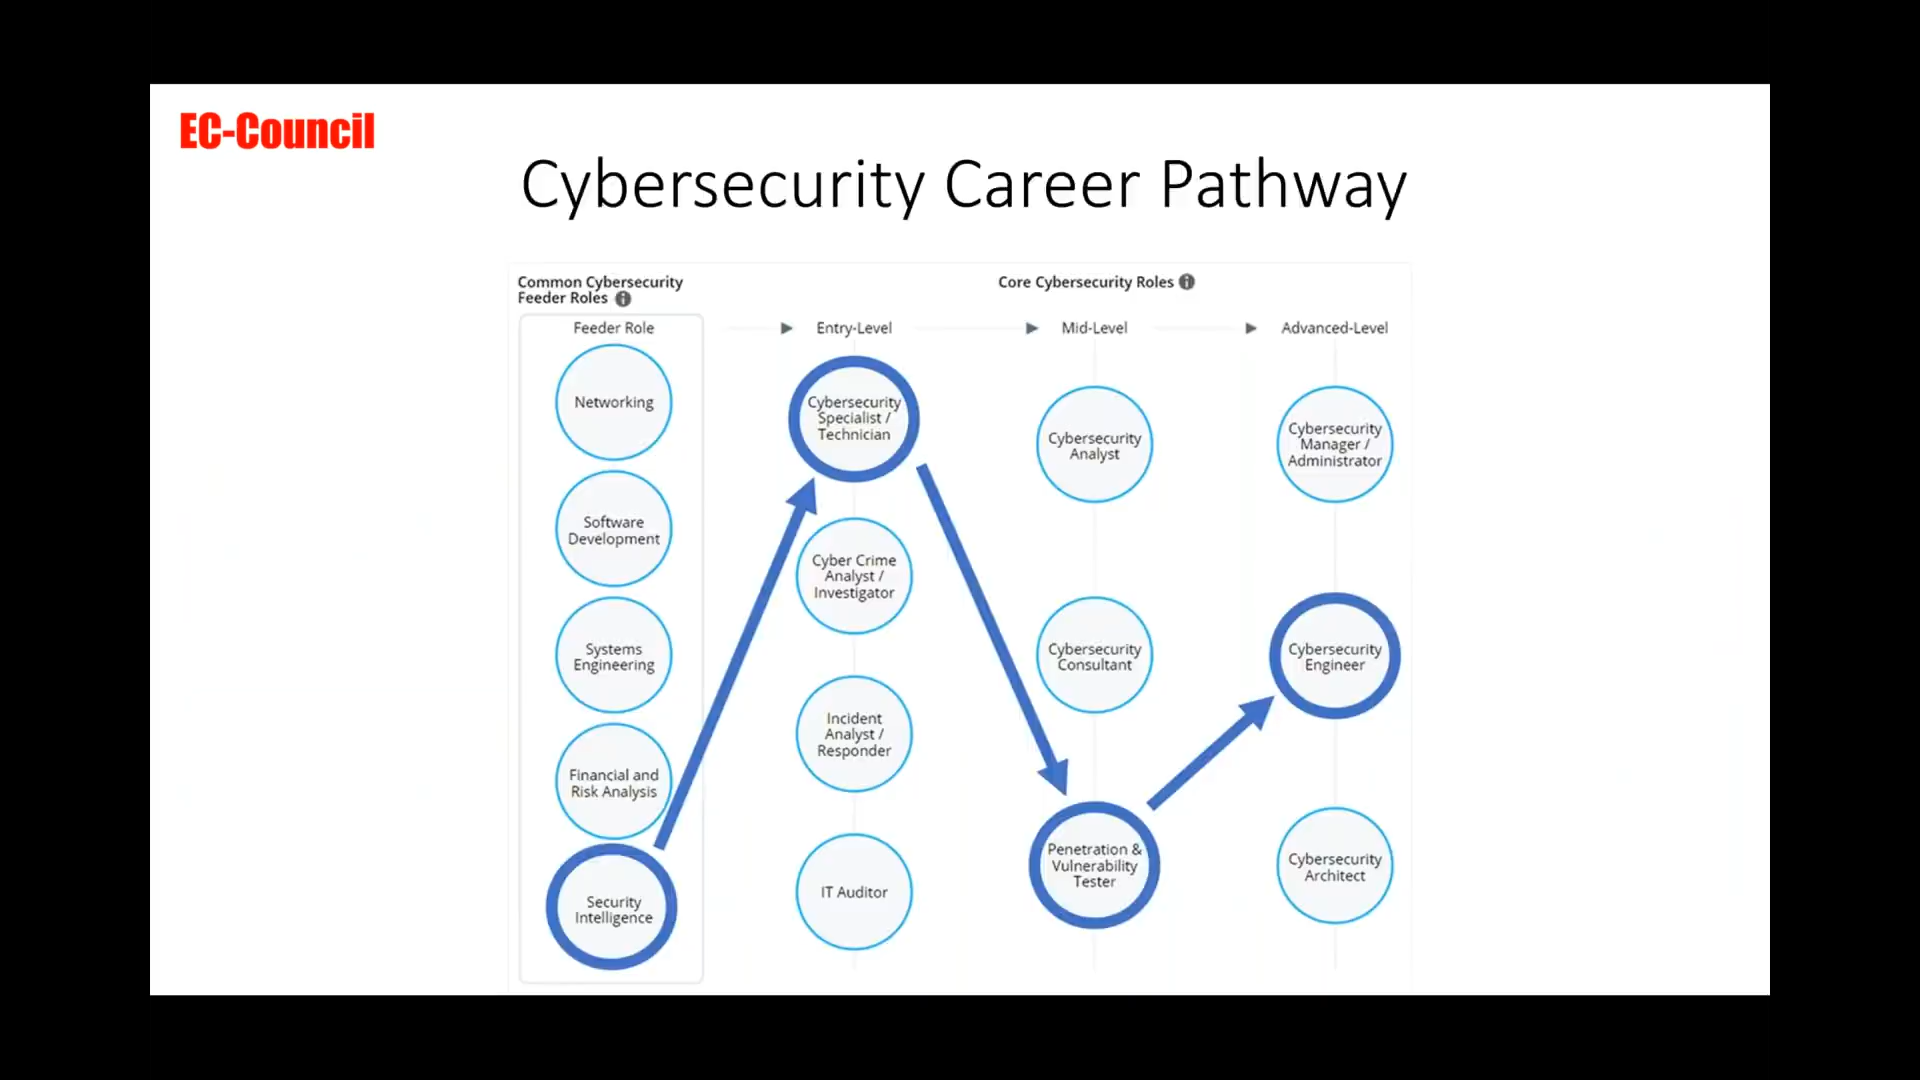 EC-Council
Cybersecurity Career Pathway
Common Cybersecurity
Feeder Roles
Core Cybersecurity Roles
Feeder Role
Entry-Level
Mid-Level
Advanced-Level
Networking
Software
Development
Systems
Engineering
Financial and
Risk Analysis
Security
Intelligence
Cybersecurity
Specialist /
Technician
Cyber Crime
Analyst /
Investigator
Incident
Analyst /
Responder
IT Auditor
Cybersecurity
Analyst
Cybersecurity
Consultant
Penetration &
Vulnerability
Tester
Cybersecurity
Manager /
Administrator
Cybersecurity
Engineer
Cybersecurity
Architect